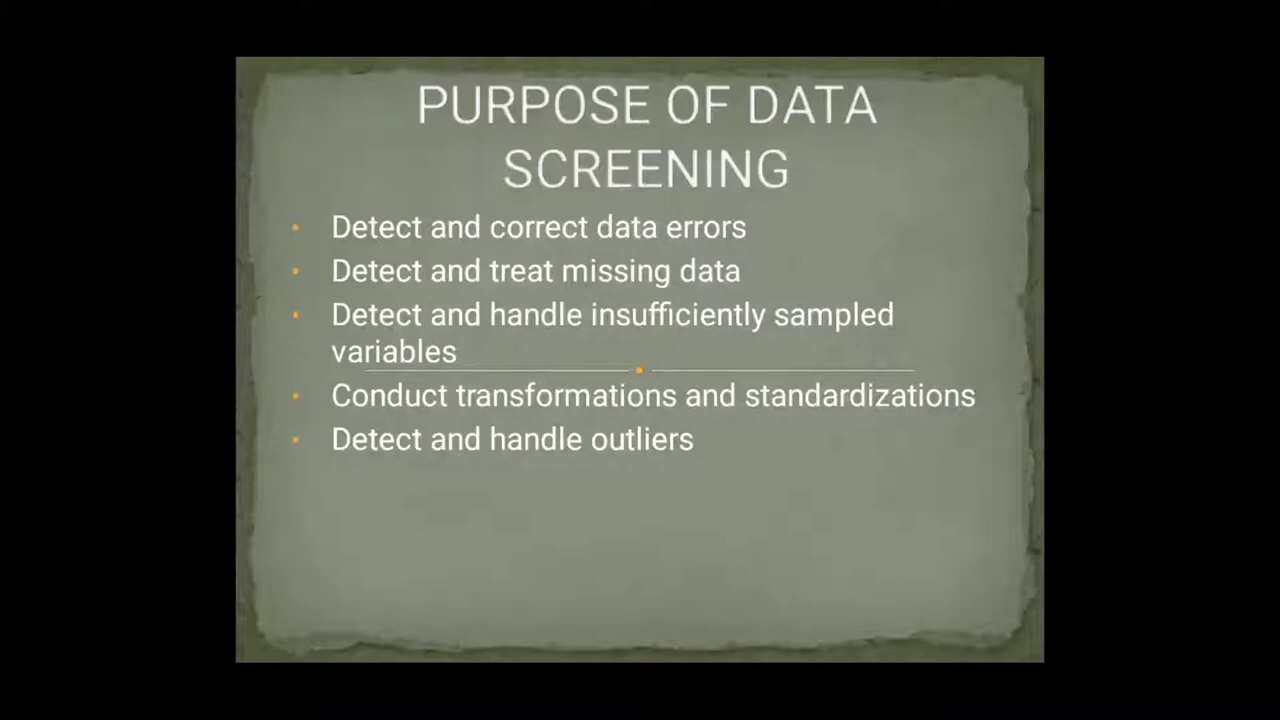 PURPOSE OF DATA
SCREENING
• Detect and correct data errors
• Detect and treat missing data
• Detect and handle insufficiently sampled
variables
• Conduct transformations and standardizations
• Detect and handle outliers